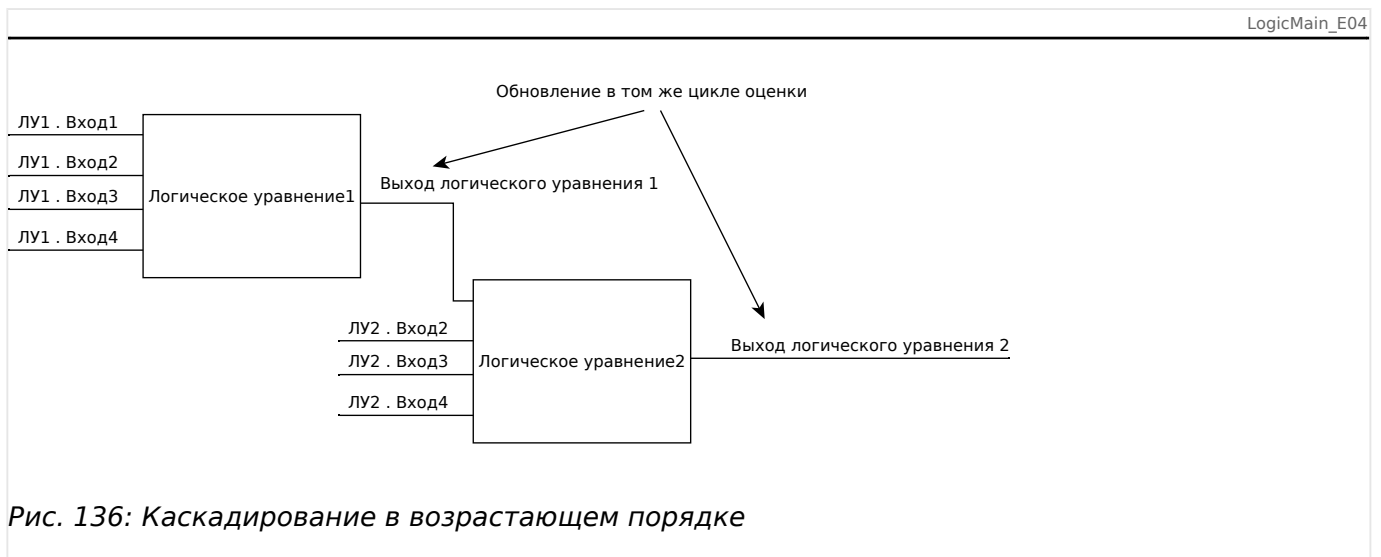 LogicMain_E04
Обновление в том же цикле оценки
ЛУ1 . Вход1
ЛУ1 . Вход2
ЛУ1 . Вход3
ЛУ1 . Вход4
Логическое уравнение1
Выход логического уравнения 1
ЛУ2 . Вход2
ЛУ2 . Вход3
ЛУ2 . Вход4
Логическое уравнение2
Выход логического уравнения 2
Рис. 136: Каскадирование в возрастающем порядке